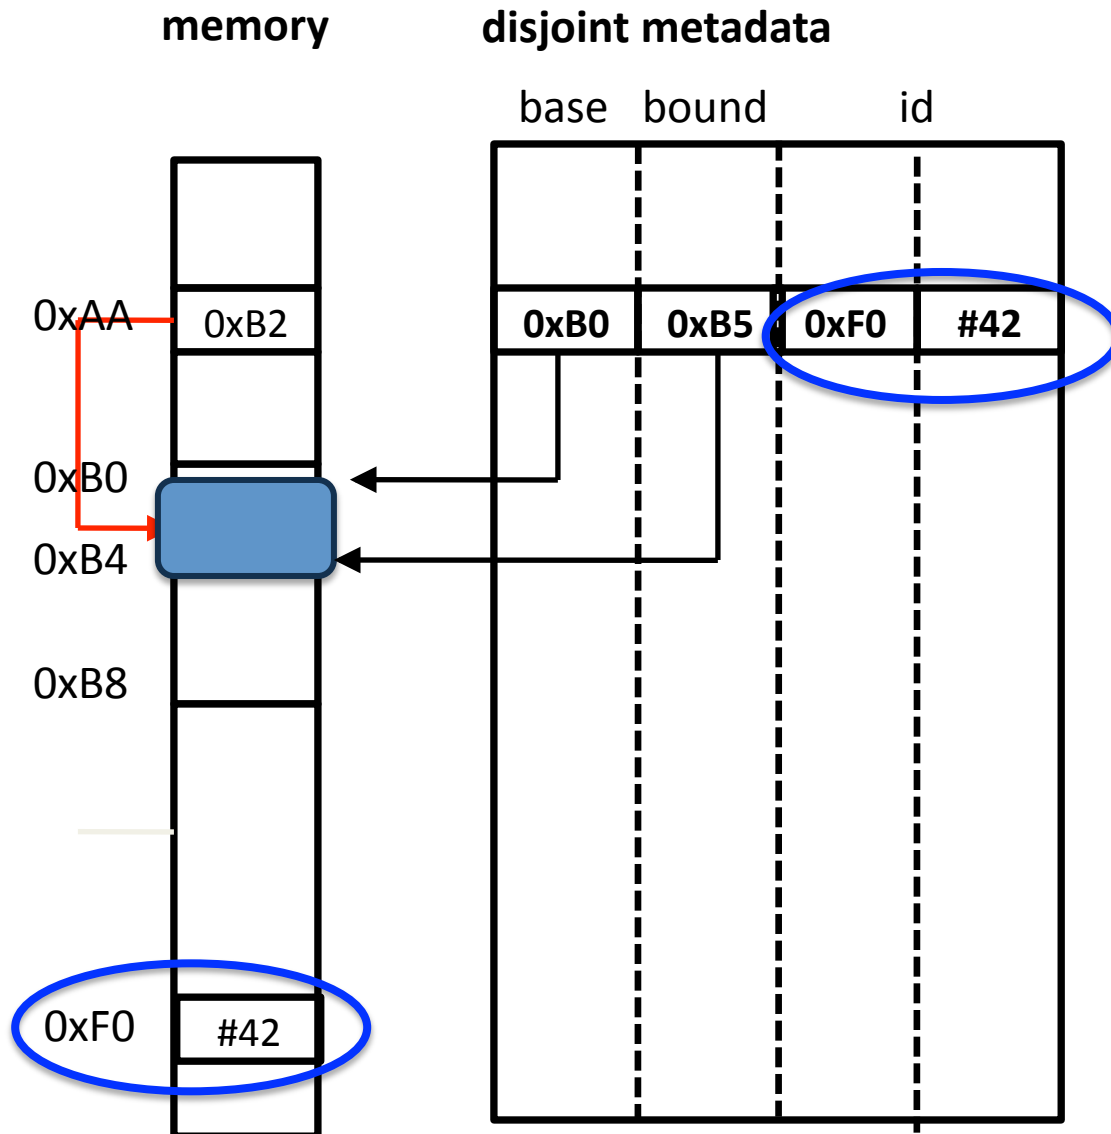 memory disjoint metadata
base bound id
0xAA 0xB2 0xB0 0xB5 0xF0 #42
0xB0
0xB4
0xB8
0xF0 #42